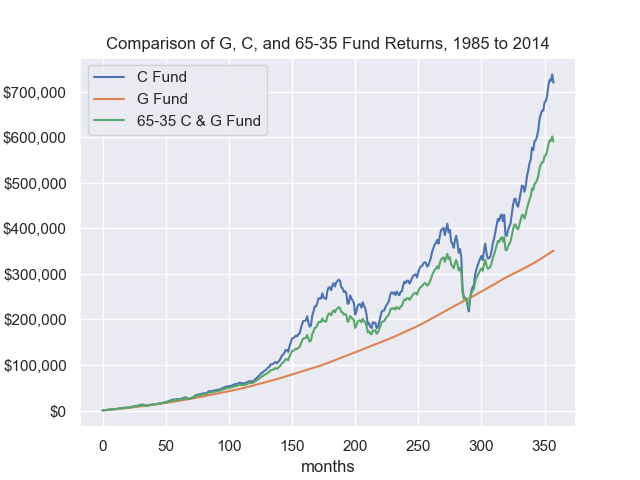 Comparison of G, C, and 65-35 Fund Returns, 1985 to 2014
C Fund
G Fund
65-35 C & G Fund
$700,000
$600,000
$500,000
$400,000
$300,000
$200,000
$100,000
$0
0 50 100 150 200 250 300 350
months